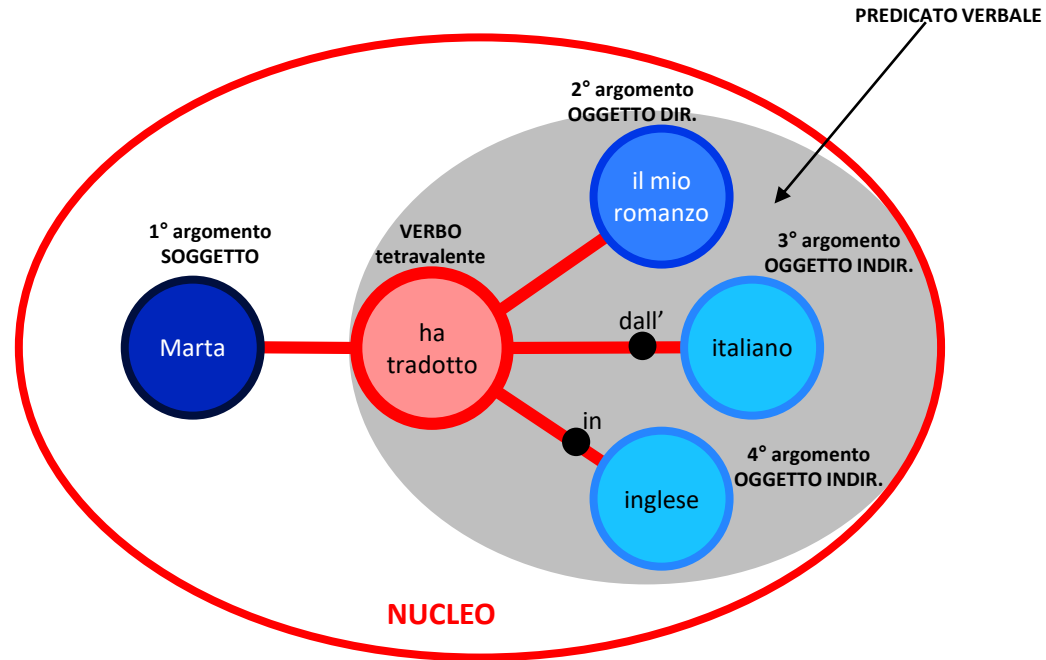 PREDICATO VERBALE
2° argomento
OGGETTO DIR.
il mio
romanzo
1° argomento
SOGGETTO
VERBO
tetravalente
3° argomento
OGGETTO INDIR.
Marta
ha
tradotto
dall'
italiano
in
inglese
4° argomento
OGGETTO INDIR.
NUCLEO